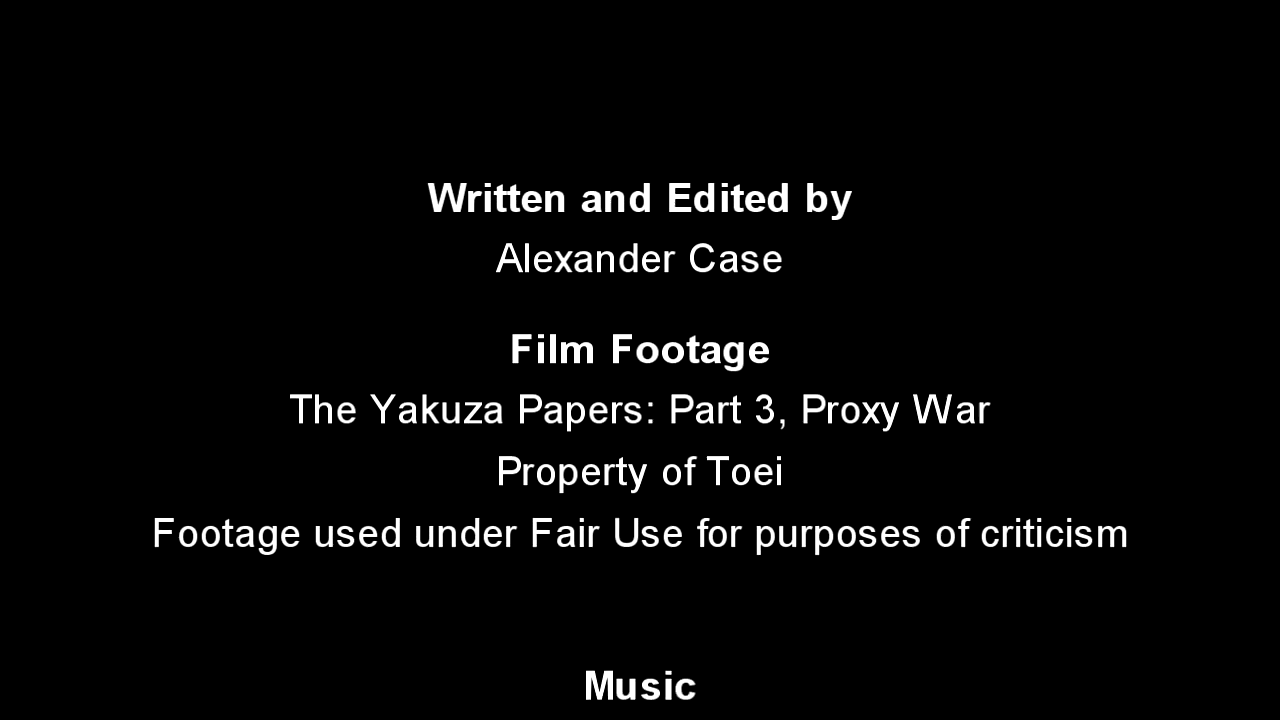 Written and Edited by
Alexander Case
Film Footage
The Yakuza Papers: Part 3, Proxy War
Property of Toei
Footage used under Fair Use for purposes of criticism
Music